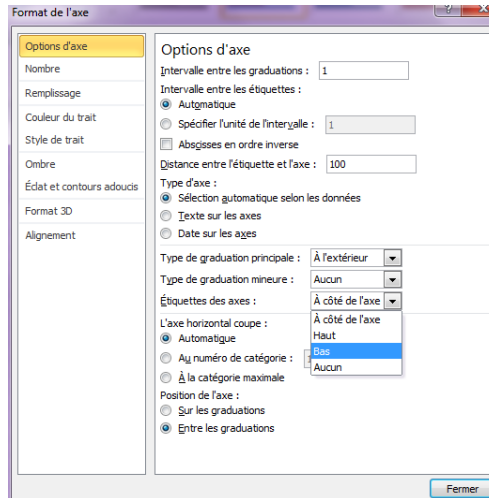 Format de l'axe
Options d'axe
Nombre
Remplissage
Couleur du trait
Style de trait
Ombre
Éclat et contours adoucis
Format 3D
Alignement
Options d'axe
Intervalle entre les graduations : 1
Intervalle entre les étiquettes :
Automatique
Spécifier l'unité de l'intervalle : 1
Abscisses en ordre inverse
Distance entre l'étiquette et l'axe : 100
Type d'axe :
Sélection automatique selon les données
Texte sur les axes
Date sur les axes
Type de graduation principale : À l'extérieur
Type de graduation mineure : Aucun
Étiquettes des axes : À côté de l'axe
À côté de l'axe
Haut
Bas
Aucun
L'axe horizontal coupe :
Automatique
Au numéro de catégorie :
À la catégorie maximale
Position de l'axe :
Sur les graduations
Entre les graduations
Fermer